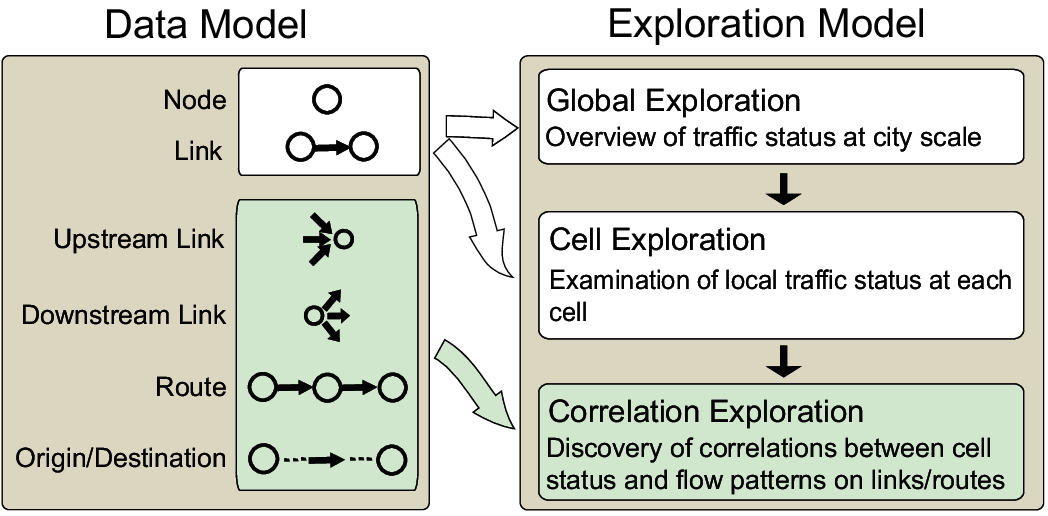 Data Model
Node
Link
Upstream Link
Downstream Link
Route
Origin/Destination
Exploration Model
Global Exploration
Overview of traffic status at city scale
Cell Exploration
Examination of local traffic status at each
cell
Correlation Exploration
Discovery of correlations between cell
status and flow patterns on links/routes